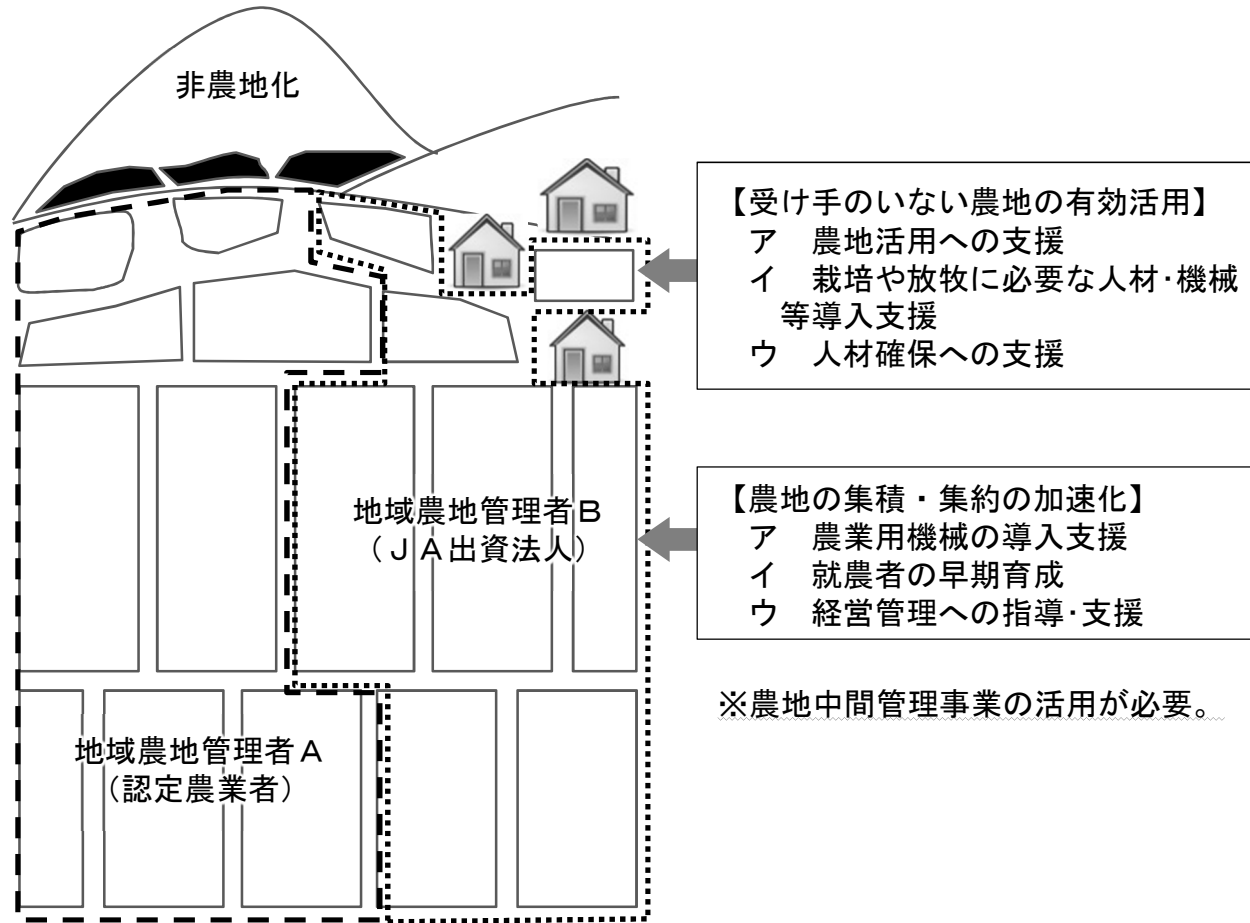 非農地化
【受け手のいない農地の有効活用】
ア　農地活用への支援
イ　栽培や放牧に必要な人材･機械
等導入支援
ウ　人材確保への支援
地域農地管理者Ｂ
（ＪＡ出資法人）
【農地の集積・集約の加速化】
ア　農業用機械の導入支援
イ　就農者の早期育成
ウ　経営管理への指導･支援
※農地中間管理事業の活用が必要。
地域農地管理者Ａ
（認定農業者）